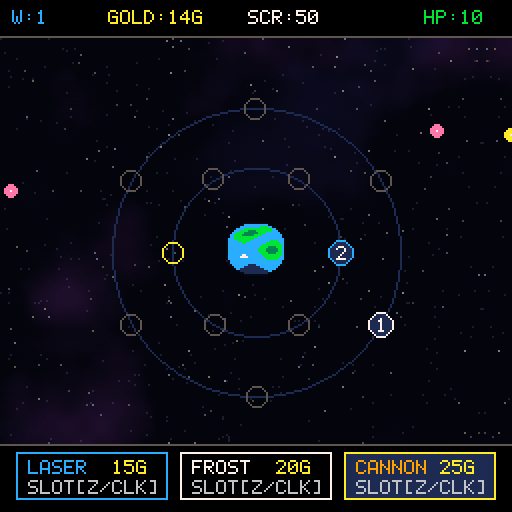 W:1 GOLD:14G SCR:50 HP:10
2
1
LASER 15G FROST 20G CANNON 25G
SLOT[Z/CLK] SLOT[Z/CLK] SLOT[Z/CLK]